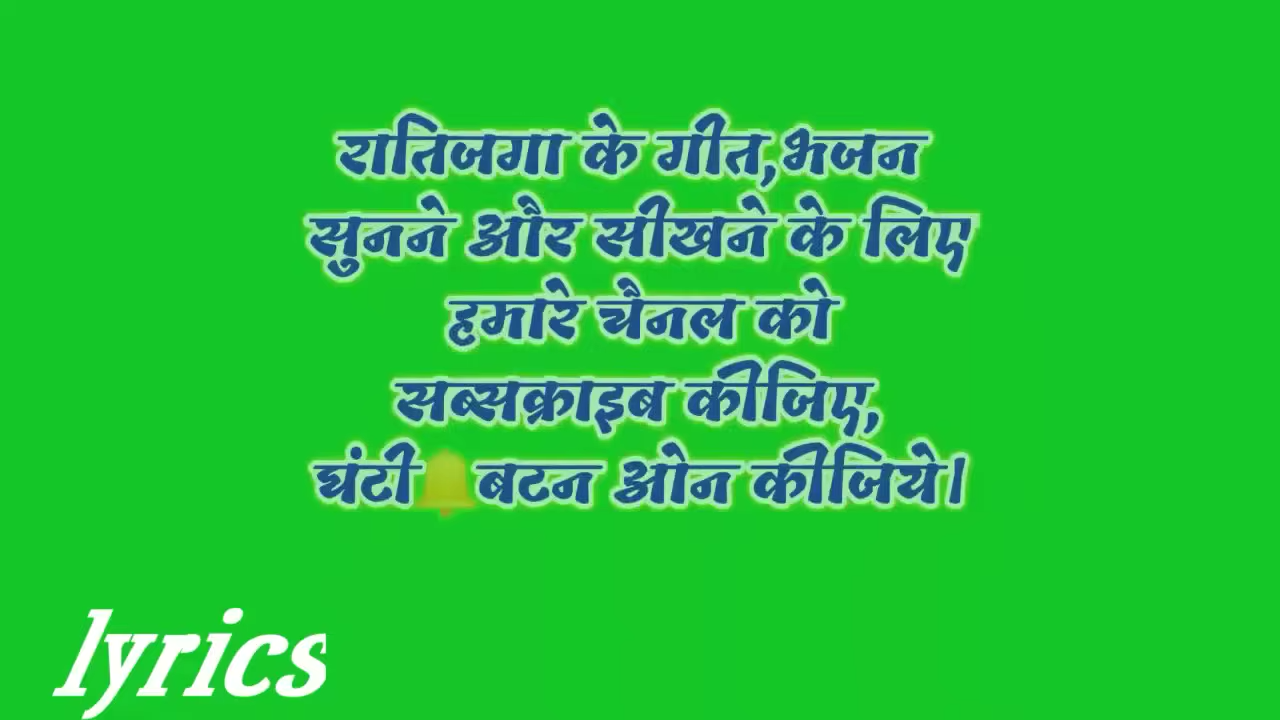 रातिजगा के गीत,भजन
सुनने और सीखने के लिए
हमारे चैनल को
सब्सक्राइब कीजिए,
घंटी🔔बटन ओन कीजिये।
lyrics